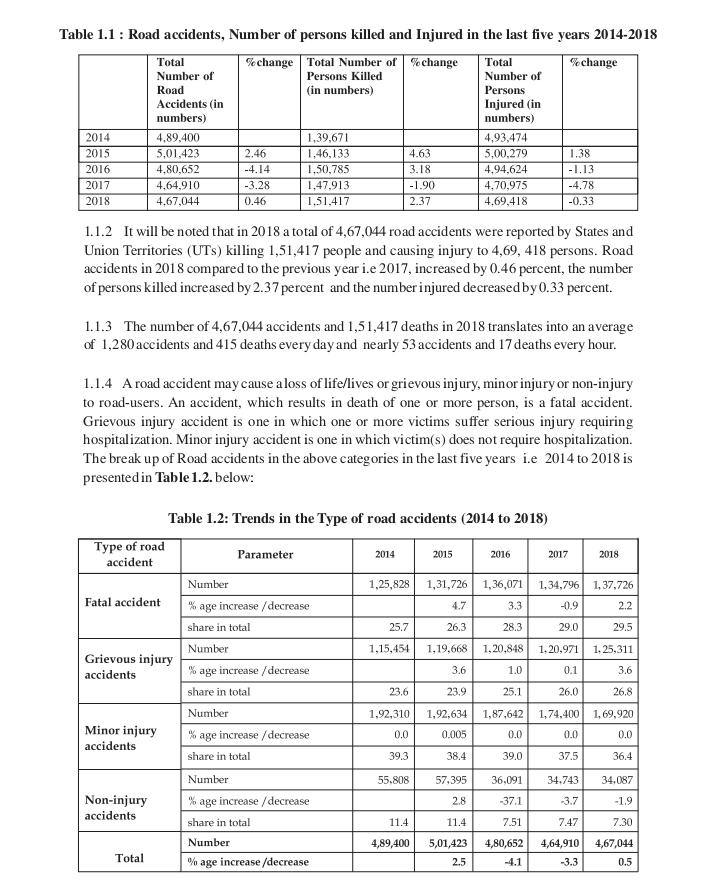 Table 1.1 : Road accidents, Number of persons killed and Injured in the last five years 2014-2018
Total Number of Road Accidents (in numbers) %change Total Number of Persons Killed (in numbers) %change Total Number of Persons Injured (in numbers) %change
2014 4,89,400 1,39,671 4,93,474
2015 5,01,423 2.46 1,46,133 4.63 5,00,279 1.38
2016 4,80,652 -4.14 1,50,785 3.18 4,94,624 -1.13
2017 4,64,910 -3.28 1,47,913 -1.90 4,70,975 -4.78
2018 4,67,044 0.46 1,51,417 2.37 4,69,418 -0.33
1.1.2 It will be noted that in 2018 a total of 4,67,044 road accidents were reported by States and
Union Territories (UTs) killing 1,51,417 people and causing injury to 4,69, 418 persons. Road
accidents in 2018 compared to the previous year i.e 2017, increased by 0.46 percent, the number
of persons killed increased by 2.37 percent and the number injured decreased by 0.33 percent.
1.1.3 The number of 4,67,044 accidents and 1,51,417 deaths in 2018 translates into an average
of 1,280 accidents and 415 deaths every day and nearly 53 accidents and 17 deaths every hour.
1.1.4 A road accident may cause a loss of life/lives or grievous injury, minor injury or non-injury
to road-users. An accident, which results in death of one or more person, is a fatal accident.
Grievous injury accident is one in which one or more victims suffer serious injury requiring
hospitalization. Minor injury accident is one in which victim(s) does not require hospitalization.
The break up of Road accidents in the above categories in the last five years i.e 2014 to 2018 is
presented in Table 1.2. below:
Table 1.2: Trends in the Type of road accidents (2014 to 2018)
Type of road accident Parameter 2014 2015 2016 2017 2018
Fatal accident
Number 1,25,828 1,31,726 1,36,071 1,34,796 1,37,726
% age increase /decrease 4.7 3.3 -0.9 2.2
share in total 25.7 26.3 28.3 29.0 29.5
Grievous injury accidents
Number 1,15,454 1,19,668 1,20,848 1,20,971 1,25,311
% age increase /decrease 3.6 1.0 0.1 3.6
share in total 23.6 23.9 25.1 26.0 26.8
Minor injury accidents
Number 1,92,310 1,92,634 1,87,642 1,74,400 1,69,920
% age increase /decrease 0.0 0.005 0.0 0.0 0.0
share in total 39.3 38.4 39.0 37.5 36.4
Non-injury accidents
Number 55,808 57,395 36,091 34,743 34,087
% age increase /decrease 2.8 -37.1 -3.7 -1.9
share in total 11.4 11.4 7.51 7.47 7.30
Total
Number 4,89,400 5,01,423 4,80,652 4,64,910 4,67,044
% age increase /decrease 2.5 -4.1 -3.3 0.5